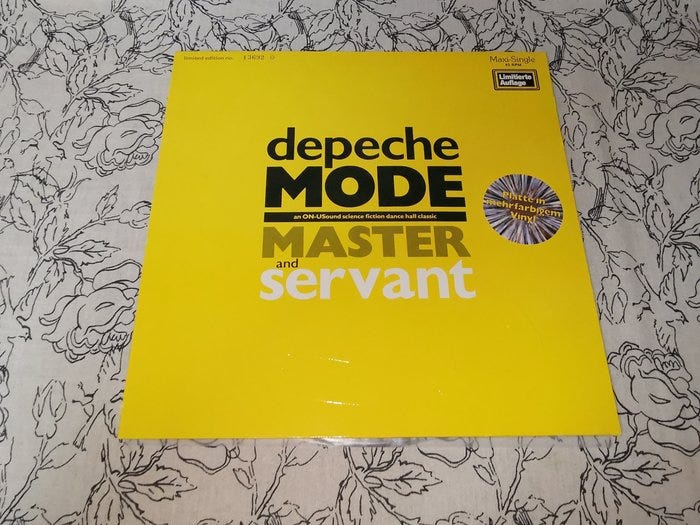 limited edition no. 13692 o
Maxi-Single
45 RPM
Limitierte
Auflage
depeche
MODE
an ON-USound science fiction dance hall classic
MASTER
and
servant
Platte in
mehrfarbigem
Vinyl